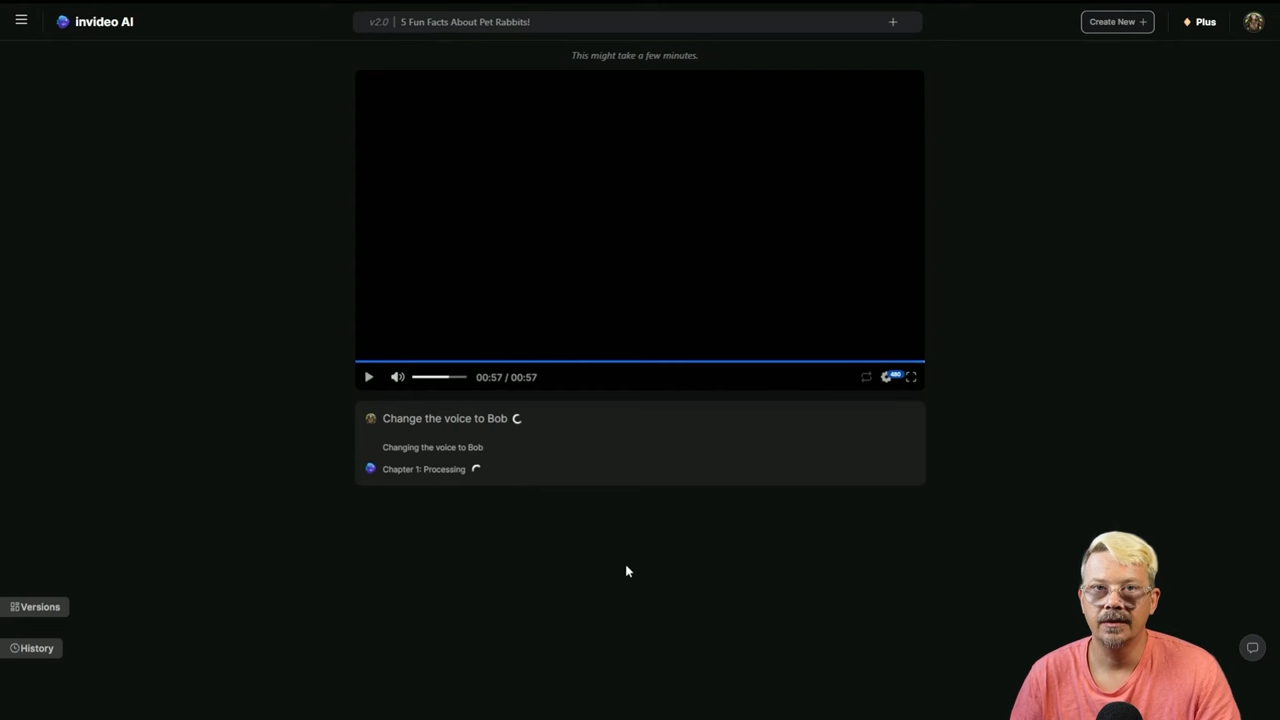 invideo AI
v2.0 | 5 Fun Facts About Pet Rabbits!
Create New +
Plus
This might take a few minutes.
00:57 / 00:57
480
Change the voice to Bob
Changing the voice to Bob
Chapter 1: Processing
Versions
History